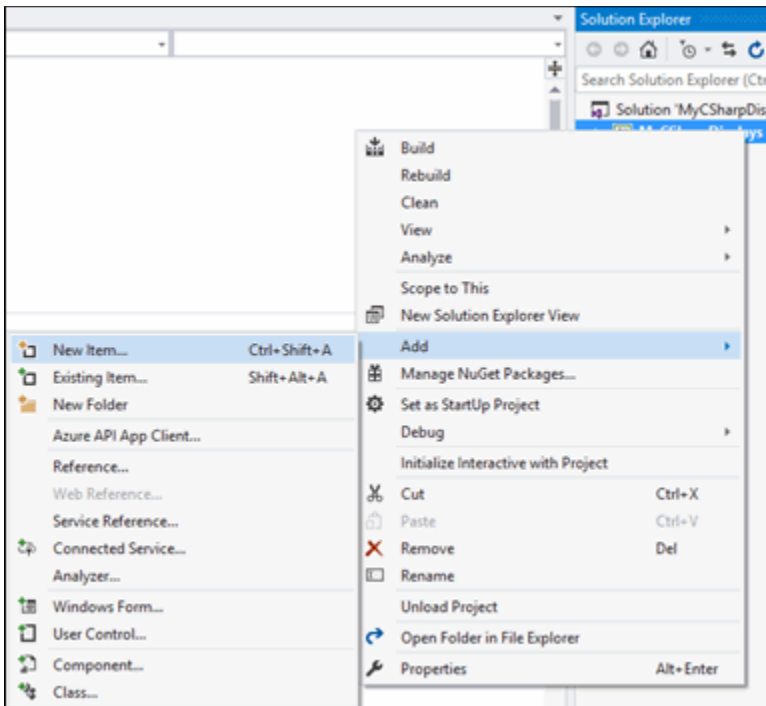 Solution Explorer
Search Solution Explorer (Ctr
Solution 'MyCSharpDis
MyCSharpDisplays
Build
Rebuild
Clean
View
Analyze
Scope to This
New Solution Explorer View
Add
Manage NuGet Packages...
Set as StartUp Project
Debug
Initialize Interactive with Project
Cut Ctrl+X
Paste Ctrl+V
Remove Del
Rename
Unload Project
Open Folder in File Explorer
Properties Alt+Enter
New Item... Ctrl+Shift+A
Existing Item... Shift+Alt+A
New Folder
Azure API App Client...
Reference...
Web Reference...
Service Reference...
Connected Service...
Analyzer...
Windows Form...
User Control...
Component...
Class...